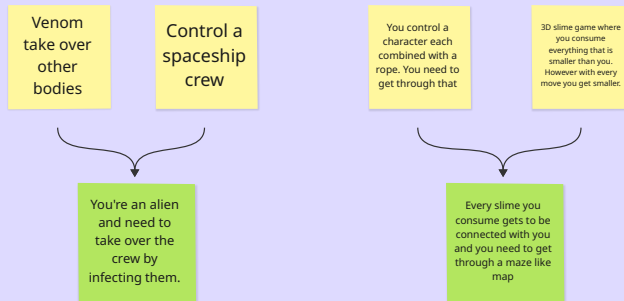 Venom
take over
other
bodies
Control a
spaceship
crew
You control a
character each
combined with a
rope. You need to
get through that
3D slime game where
you consume
everything that is
smaller than you.
However with every
move you get smaller.
You're an alien
and need to
take over the
crew by
infecting them.
Every slime you
consume gets to be
connected with you
and you need to get
through a maze like
map